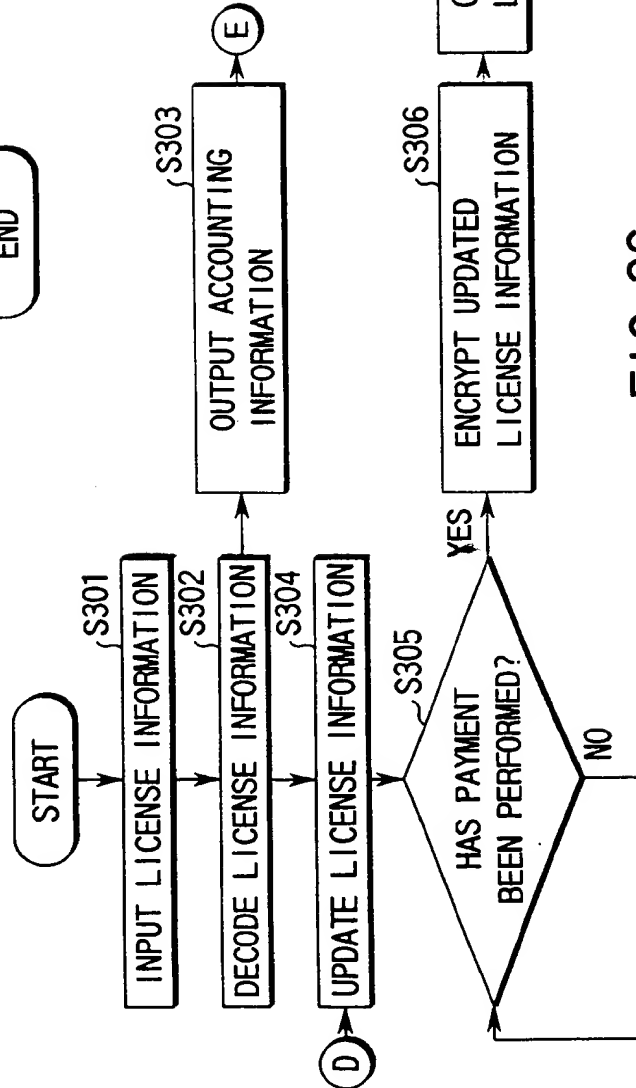 START
S301
INPUT LICENSE INFORMATION
S302
DECODE LICENSE INFORMATION
S303
OUTPUT ACCOUNTING
INFORMATION
E
D
S304
UPDATE LICENSE INFORMATION
S305
HAS PAYMENT
BEEN PERFORMED?
YES
NO
S306
ENCRYPT UPDATED
LICENSE INFORMATION
END